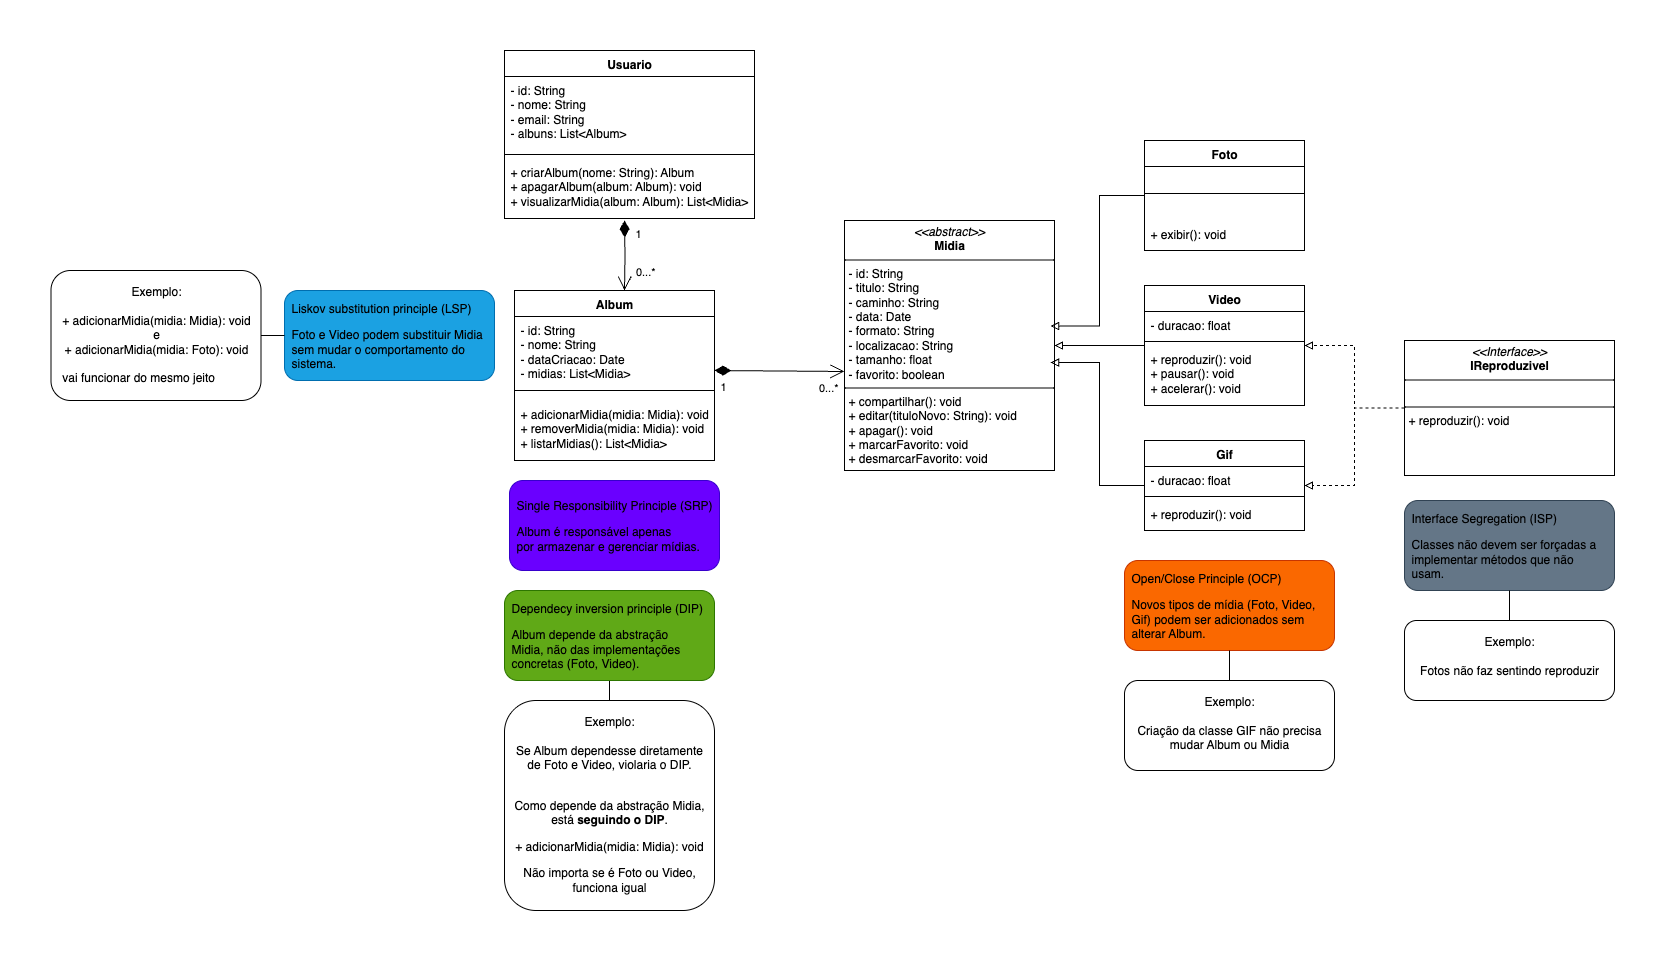 Usuario
- id: String
- nome: String
- email: String
- albuns: List<Album>
+ criarAlbum(nome: String): Album
+ apagarAlbum(album: Album): void
+ visualizarMidia(album: Album): List<Midia>
1
0...*
Exemplo:
+ adicionarMidia(midia: Midia): void
e
+ adicionarMidia(midia: Foto): void
vai funcionar do mesmo jeito
Liskov substitution principle (LSP)
Foto e Video podem substituir Midia
sem mudar o comportamento do
sistema.
Album
- id: String
- nome: String
- dataCriacao: Date
- midias: List<Midia>
+ adicionarMidia(midia: Midia): void
+ removerMidia(midia: Midia): void
+ listarMidias(): List<Midia>
1
0...*
<<abstract>>
Midia
- id: String
- titulo: String
- caminho: String
- data: Date
- formato: String
- localizacao: String
- tamanho: float
- favorito: boolean
+ compartilhar(): void
+ editar(tituloNovo: String): void
+ apagar(): void
+ marcarFavorito: void
+ desmarcarFavorito: void
Foto
+ exibir(): void
Video
- duracao: float
+ reproduzir(): void
+ pausar(): void
+ acelerar(): void
Gif
- duracao: float
+ reproduzir(): void
<<Interface>>
IReproduzivel
+ reproduzir(): void
Single Responsibility Principle (SRP)
Album é responsável apenas
por armazenar e gerenciar mídias.
Dependecy inversion principle (DIP)
Album depende da abstração
Midia, não das implementações
concretas (Foto, Video).
Exemplo:
Se Album dependesse diretamente
de Foto e Video, violaria o DIP.
Como depende da abstração Midia,
está seguindo o DIP.
+ adicionarMidia(midia: Midia): void
Não importa se é Foto ou Video,
funciona igual
Open/Close Principle (OCP)
Novos tipos de mídia (Foto, Video,
Gif) podem ser adicionados sem
alterar Album.
Exemplo:
Criação da classe GIF não precisa
mudar Album ou Midia
Interface Segregation (ISP)
Classes não devem ser forçadas a
implementar métodos que não
usam.
Exemplo:
Fotos não faz sentindo reproduzir